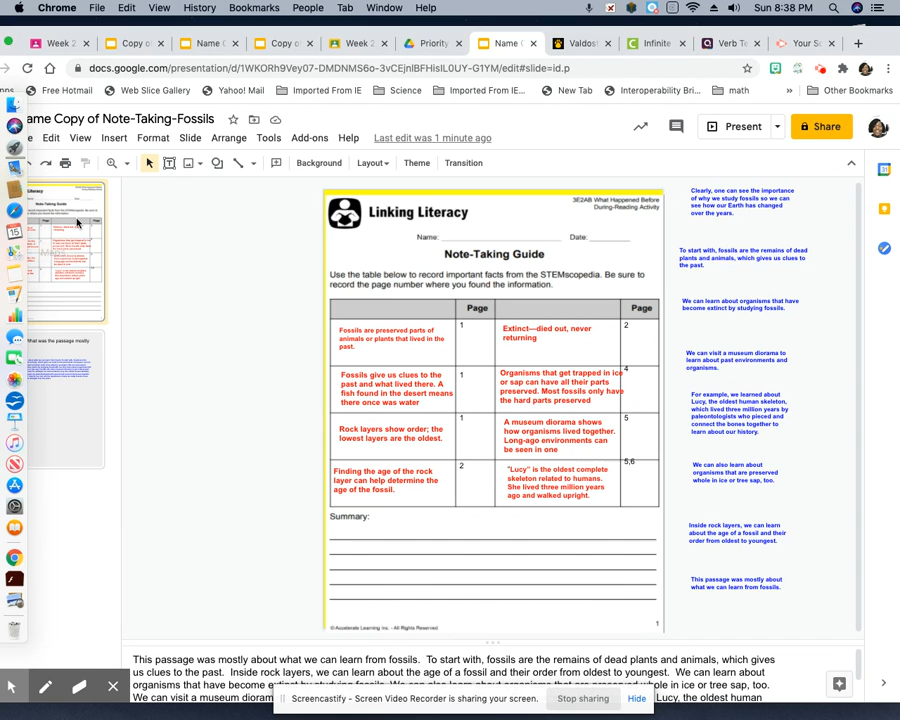 Chrome File Edit View History Bookmarks People Tab Window Help Sun 8:38 PM
Week 2 Copy of Name C Copy of Week 2 Priority Name C Valdost Infinite Verb To Your Sc
docs.google.com/presentation/d/1WKORh9Vey07-DMDNMS6o-3vCEjnlBFHisIL0UY-G1YM/edit#slide=id.p
Free Hotmail Web Slice Gallery Yahoo! Mail Imported From IE Science Imported From IE... New Tab Interoperability Bri... math Other Bookmarks
ame Copy of Note-Taking-Fossils
Edit View Insert Format Slide Arrange Tools Add-ons Help Last edit was 1 minute ago
Present Share
Background Layout Theme Transition
Linking Literacy
3E2AB What Happened Before
During-Reading Activity
Name: Date:
Note-Taking Guide
Use the table below to record important facts from the STEMscopedia. Be sure to
record the page number where you found the information.
Page Page
Fossils are preserved parts of
animals or plants that lived in the
past.
1
Extinct—died out, never
returning
2
Fossils give us clues to the
past and what lived there. A
fish found in the desert means
there once was water
1
Organisms that get trapped in ice
or sap can have all their parts
preserved. Most fossils only have
the hard parts preserved
4
Rock layers show order; the
lowest layers are the oldest.
1
A museum diorama shows
how organisms lived together.
Long-ago environments can
be seen in one
5
Finding the age of the rock
layer can help determine the
age of the fossil.
2
"Lucy" is the oldest complete
skeleton related to humans.
She lived three million years
ago and walked upright.
5,6
Summary:
©Accelerate Learning Inc. - All Rights Reserved
1
Clearly, one can see the importance
of why we study fossils so we can
see how our Earth has changed
over the years.
To start with, fossils are the remains of dead
plants and animals, which gives us clues to
the past.
We can learn about organisms that have
become extinct by studying fossils.
We can visit a museum diorama to
learn about past environments and
organisms.
For example, we learned about
Lucy, the oldest human skeleton,
which lived three million years by
paleontologists who pieced and
connect the bones together to
learn about our history.
We can also learn about
organisms that are preserved
whole in ice or tree sap, too.
Inside rock layers, we can learn
about the age of a fossil and their
order from oldest to youngest.
This passage was mostly about
what we can learn from fossils.
What was the passage mostly
This passage was mostly about what we can learn from fossils. To start with, fossils are the remains of dead plants and animals, which gives
us clues to the past. Inside rock layers, we can learn about the age of a fossil and their order from oldest to youngest. We can learn about
organisms that have become extinct
We can visit a museum dioram Lucy, the oldest human
Screencastify - Screen Video Recorder is sharing your screen. Stop sharing Hide